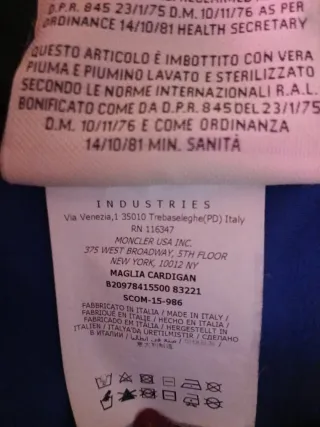 D.P.R. 845 23/1/75 D.M. 10/11/76 AS PER
ORDINANCE 14/10/81 HEALTH SECRETARY
QUESTO ARTICOLO È IMBOTTITO CON VERA
PIUMA E PIUMINO LAVATO E STERILIZZATO
SECONDO LE NORME INTERNAZIONALI R.A.L.
BONIFICATO COME DA D.P.R. 845 DEL 23/1/75
D.M. 10/11/76 E COME ORDINANZA
14/10/81 MIN. SANITÀ
INDUSTRIES
Via Venezia,1 35010 Trebaseleghe(PD) Italy
RN 116347
MONCLER USA INC.
375 WEST BROADWAY, 5TH FLOOR
NEW YORK, 10012 NY
MAGLIA CARDIGAN
B20978415500 83221
SCOM-15-986
FABBRICATO IN ITALIA / MADE IN ITALY /
FABRIQUÉ EN ITALIE / HECHO EN ITALIA /
FABRICADO EM ITÁLIA / HERGESTELLT IN
ITALIEN / ITALYA'DA ÜRETILMISTIR / СДЕЛАНО
В ИТАЛИИ /